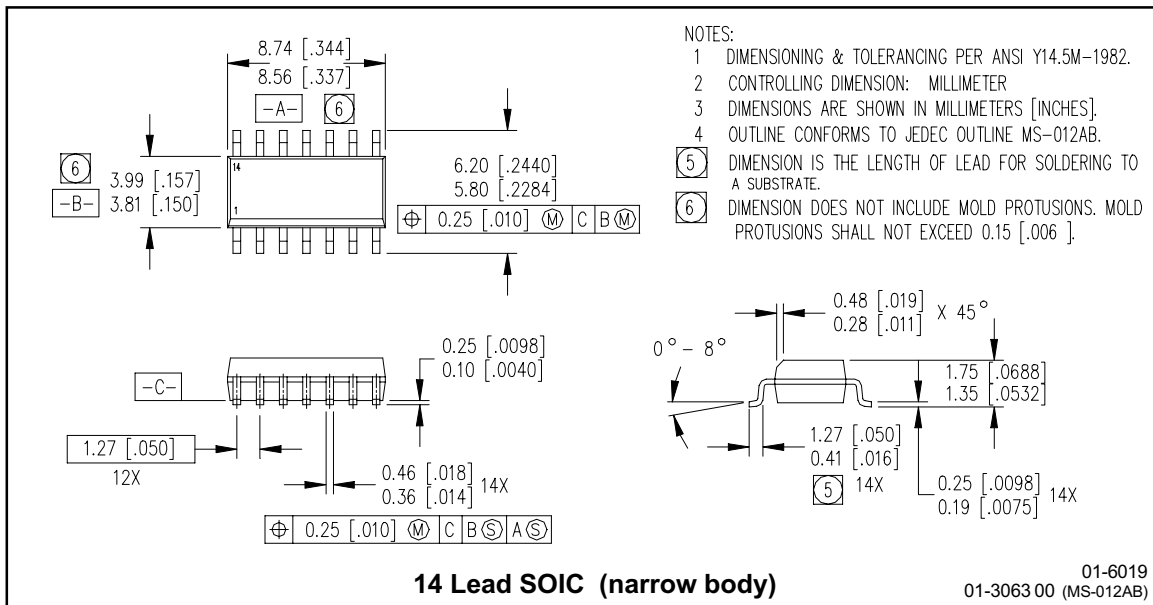 8.74 [.344]
8.56 [.337]
-A- 6
6
3.99 [.157]
3.81 [.150]
-B-
14
1
6.20 [.2440]
5.80 [.2284]
⌖ 0.25 [.010] Ⓜ C B Ⓜ
NOTES:
1 DIMENSIONING & TOLERANCING PER ANSI Y14.5M-1982.
2 CONTROLLING DIMENSION: MILLIMETER
3 DIMENSIONS ARE SHOWN IN MILLIMETERS [INCHES].
4 OUTLINE CONFORMS TO JEDEC OUTLINE MS-012AB.
5 DIMENSION IS THE LENGTH OF LEAD FOR SOLDERING TO
A SUBSTRATE.
6 DIMENSION DOES NOT INCLUDE MOLD PROTUSIONS. MOLD
PROTUSIONS SHALL NOT EXCEED 0.15 [.006 ].
-C-
0.25 [.0098]
0.10 [.0040]
1.27 [.050]
12X
0.46 [.018]
0.36 [.014] 14X
⌖ 0.25 [.010] Ⓜ C B Ⓢ A Ⓢ
0.48 [.019]
0.28 [.011] X 45°
0°-8°
1.75 [.0688]
1.35 [.0532]
1.27 [.050]
0.41 [.016]
5 14X
0.25 [.0098]
0.19 [.0075] 14X
14 Lead SOIC (narrow body)
01-6019
01-3063 00 (MS-012AB)